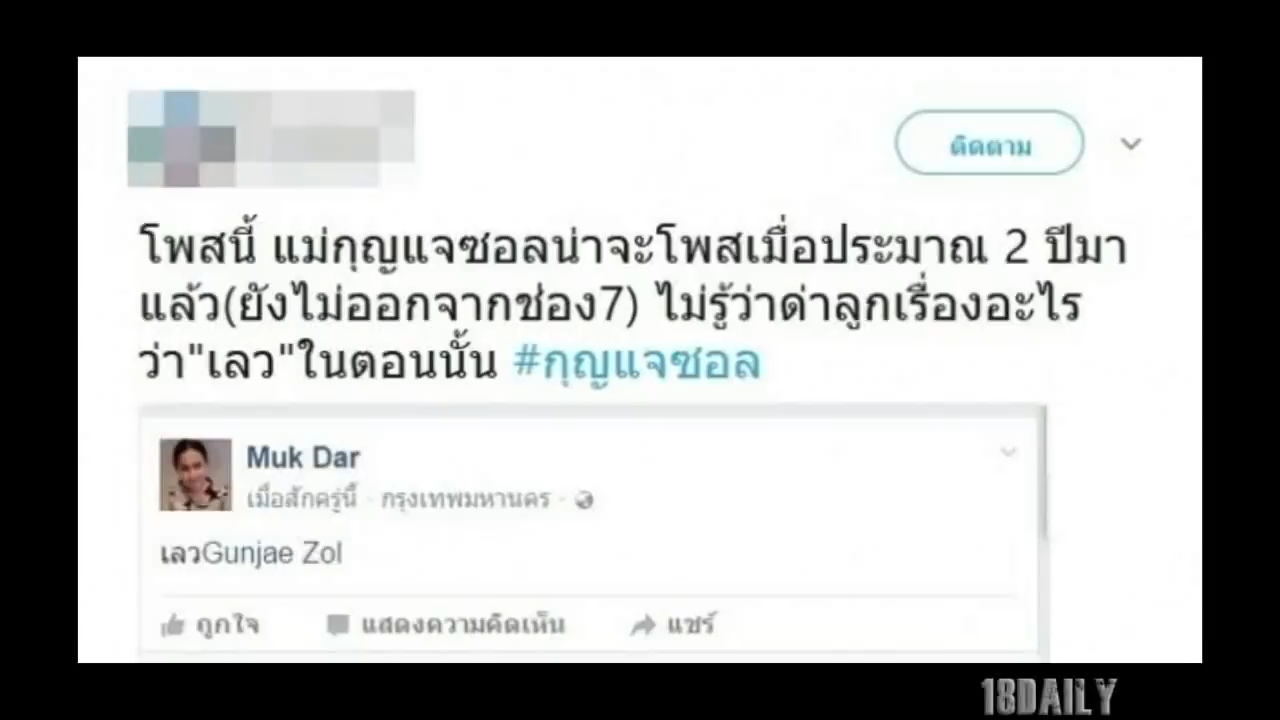 ติดตาม
โพสนี้ แม่กุญแจซอลน่าจะโพสเมื่อประมาณ 2 ปีมา
แล้ว(ยังไม่ออกจากช่อง7) ไม่รู้ว่าด่าลูกเรื่องอะไร
ว่า"เลว"ในตอนนั้น #กุญแจซอล
Muk Dar
เมื่อสักครู่นี้ · กรุงเทพมหานคร ·
เลวGunjae Zol
ถูกใจ แสดงความคิดเห็น แชร์
18DAILY